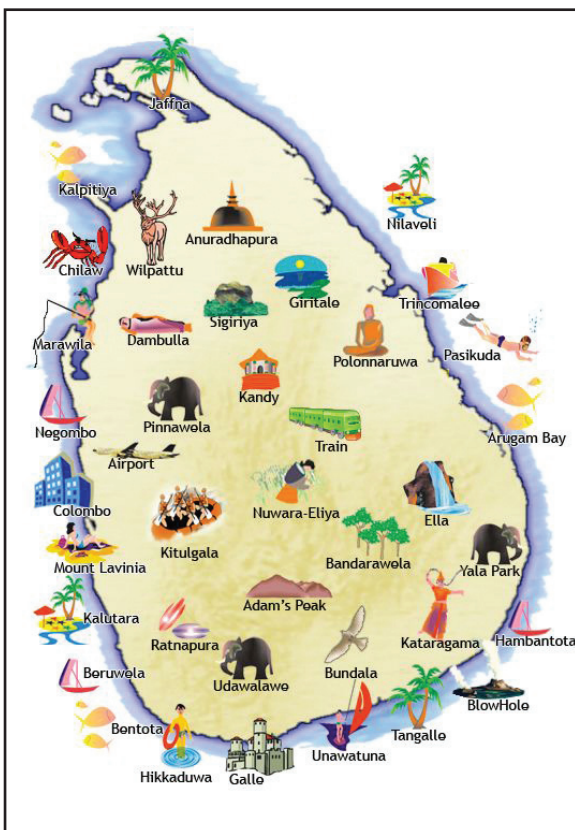 Jaffna
Kalpitiya
Nilaveli
Anuradhapura
Chilaw
Wilpattu
Giritale
Trincomalee
Sigiriya
Marawila
Dambulla
Polonnaruwa
Pasikuda
Kandy
Pinnawela
Negombo
Train
Arugam Bay
Airport
Colombo
Nuwara-Eliya
Ella
Kitulgala
Bandarawela
Mount Lavinia
Yala Park
Adam's Peak
Kalutara
Ratnapura
Kataragama
Hambantota
Beruwela
Udawalawe
Bundala
BlowHole
Bentota
Tangalle
Unawatuna
Hikkaduwa
Galle